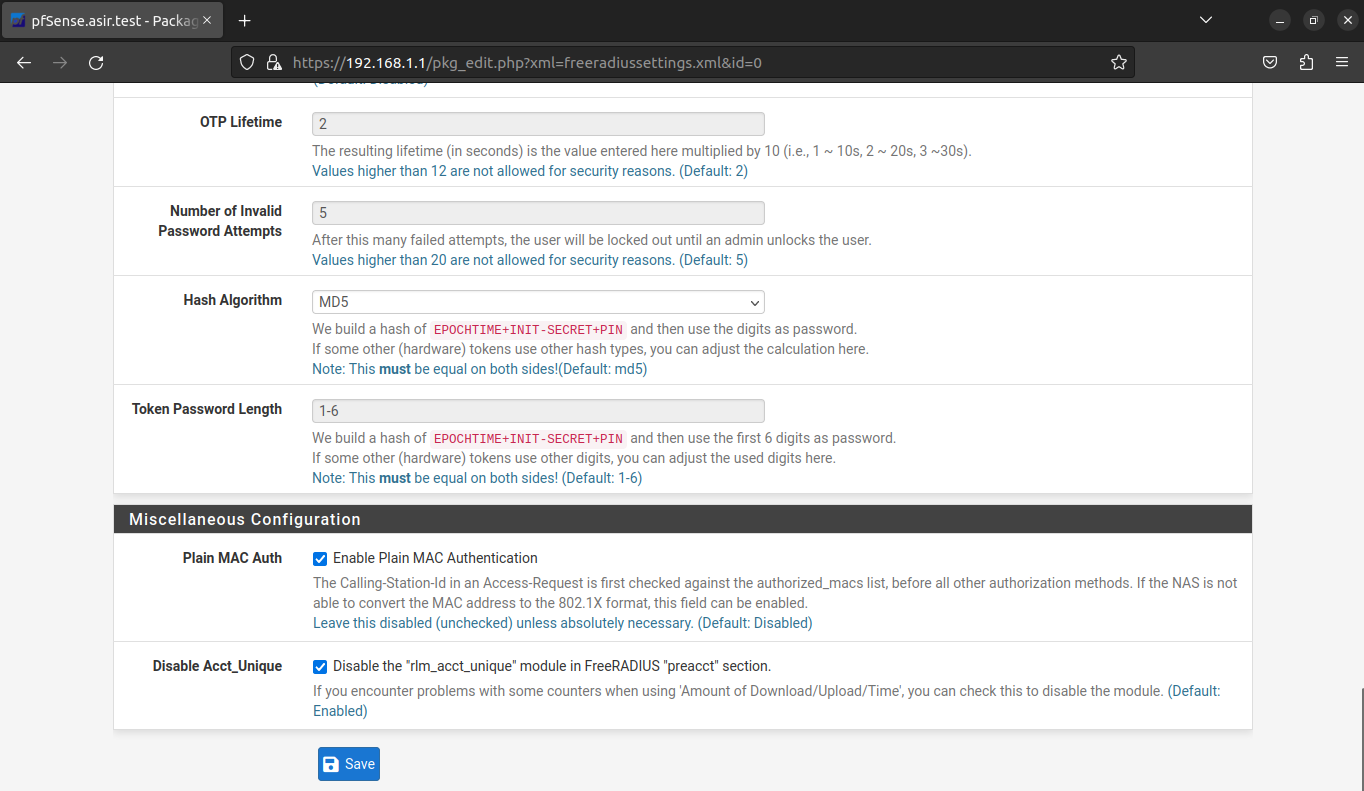 pfSense.asir.test - Packag
https://192.168.1.1/pkg_edit.php?xml=freeradiussettings.xml&id=0
(Default: Disabled)
OTP Lifetime
2
The resulting lifetime (in seconds) is the value entered here multiplied by 10 (i.e., 1 ~ 10s, 2 ~ 20s, 3 ~30s).
Values higher than 12 are not allowed for security reasons. (Default: 2)
Number of Invalid
Password Attempts
5
After this many failed attempts, the user will be locked out until an admin unlocks the user.
Values higher than 20 are not allowed for security reasons. (Default: 5)
Hash Algorithm
MD5
We build a hash of EPOCHTIME+INIT-SECRET+PIN and then use the digits as password.
If some other (hardware) tokens use other hash types, you can adjust the calculation here.
Note: This must be equal on both sides!(Default: md5)
Token Password Length
1-6
We build a hash of EPOCHTIME+INIT-SECRET+PIN and then use the first 6 digits as password.
If some other (hardware) tokens use other digits, you can adjust the used digits here.
Note: This must be equal on both sides! (Default: 1-6)
Miscellaneous Configuration
Plain MAC Auth
Enable Plain MAC Authentication
The Calling-Station-Id in an Access-Request is first checked against the authorized_macs list, before all other authorization methods. If the NAS is not
able to convert the MAC address to the 802.1X format, this field can be enabled.
Leave this disabled (unchecked) unless absolutely necessary. (Default: Disabled)
Disable Acct_Unique
Disable the "rlm_acct_unique" module in FreeRADIUS "preacct" section.
If you encounter problems with some counters when using 'Amount of Download/Upload/Time', you can check this to disable the module. (Default:
Enabled)
Save